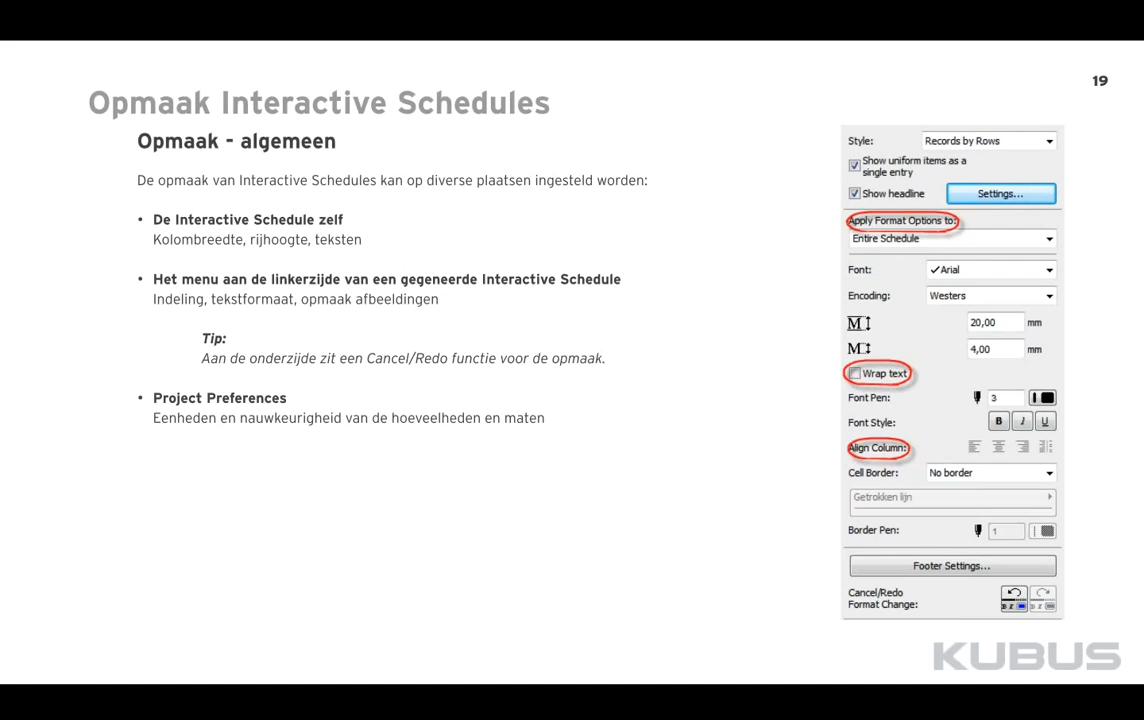 19
Opmaak Interactive Schedules
Opmaak - algemeen
De opmaak van Interactive Schedules kan op diverse plaatsen ingesteld worden:
• De Interactive Schedule zelf
Kolombreedte, rijhoogte, teksten
• Het menu aan de linkerzijde van een gegeneerde Interactive Schedule
Indeling, tekstformaat, opmaak afbeeldingen
Tip:
Aan de onderzijde zit een Cancel/Redo functie voor de opmaak.
• Project Preferences
Eenheden en nauwkeurigheid van de hoeveelheden en maten
Style: Records by Rows
Show uniform items as a
single entry
Show headline Settings...
Apply Format Options to:
Entire Schedule
Font: Arial
Encoding: Westers
M 20,00 mm
M 4,00 mm
Wrap text
Font Pen: 3
Font Style: B I U
Align Column:
Cell Border: No border
Getrokken lijn
Border Pen: 1
Footer Settings...
Cancel/Redo
Format Change: B I B I
KUBUS